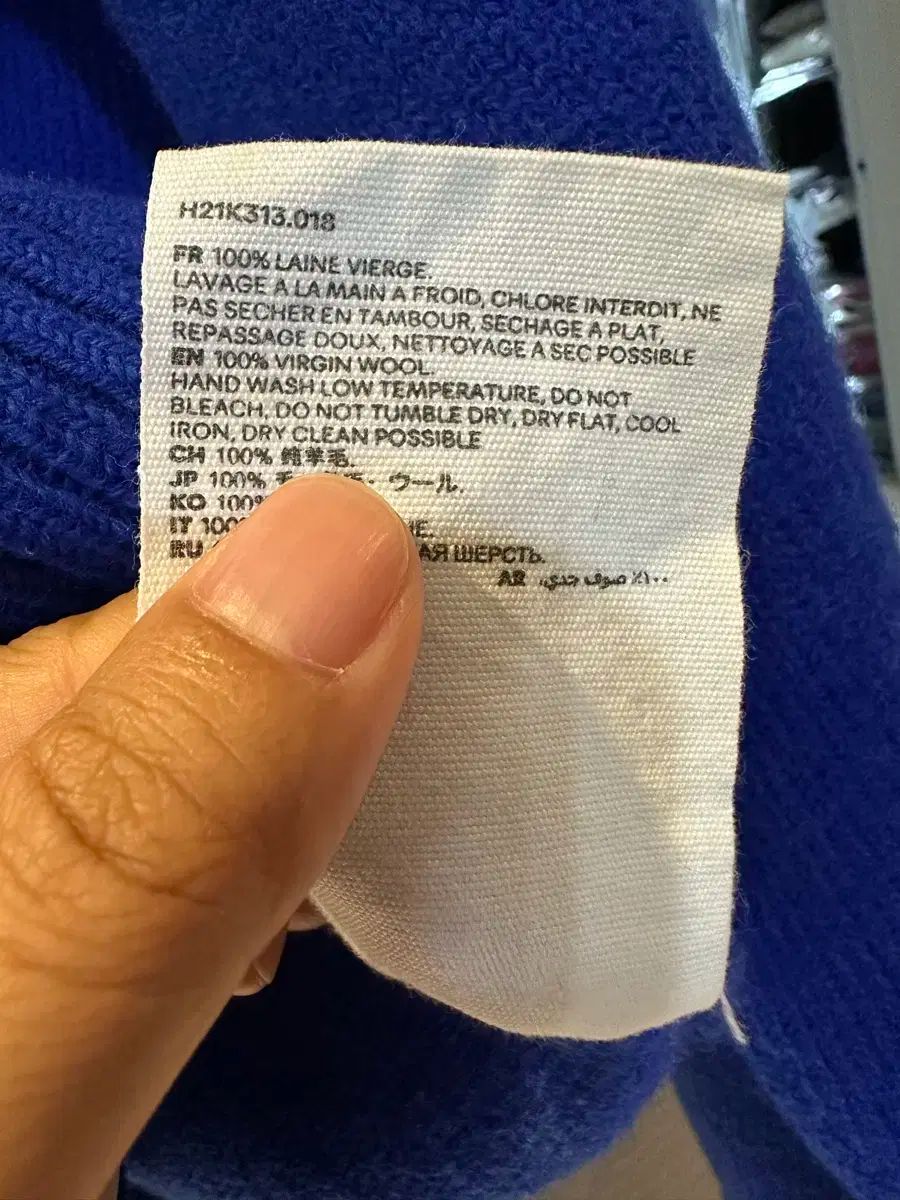 H21K313.018
FR 100% LAINE VIERGE.
LAVAGE A LA MAIN A FROID, CHLORE INTERDIT, NE
PAS SECHER EN TAMBOUR, SECHAGE A PLAT,
REPASSAGE DOUX, NETTOYAGE A SEC POSSIBLE
EN 100% VIRGIN WOOL.
HAND WASH LOW TEMPERATURE, DO NOT
BLEACH, DO NOT TUMBLE DRY, DRY FLAT, COOL
IRON, DRY CLEAN POSSIBLE
CH 100% 纯羊毛.
JP 100% ウール.
KO 100%
IT 100%
RU ШЕРСТЬ.
AR ١٠٠٪ صوف جدي.